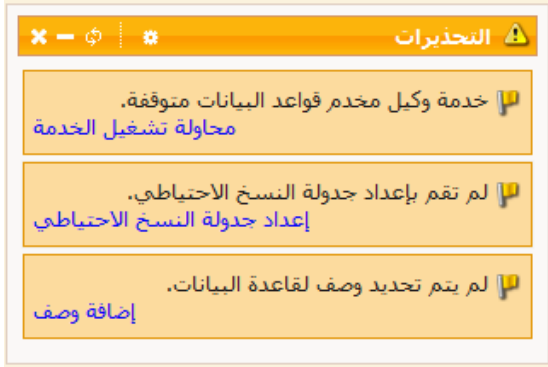 التحذيرات
خدمة وكيل مخدم قواعد البيانات متوقفة.
محاولة تشغيل الخدمة
لم تقم بإعداد جدولة النسخ الاحتياطي.
إعداد جدولة النسخ الاحتياطي
لم يتم تحديد وصف لقاعدة البيانات.
إضافة وصف